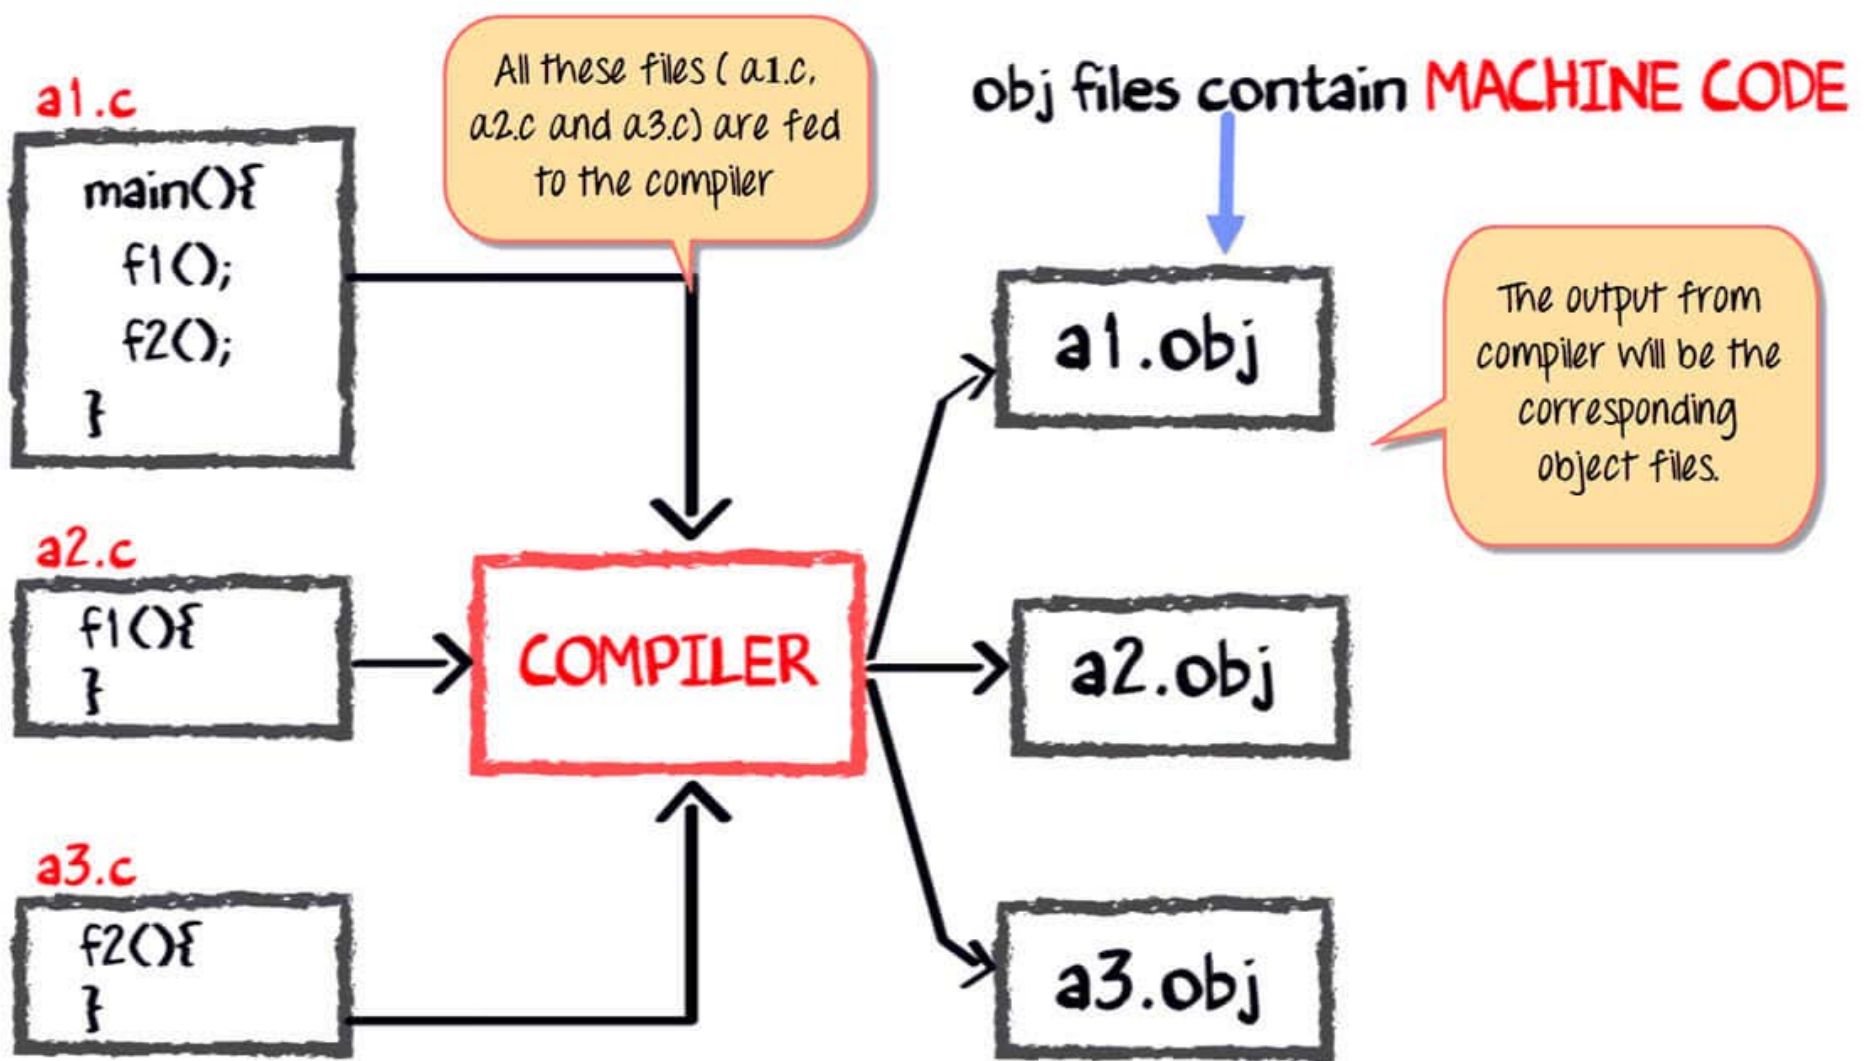 a1.c
main(){
f1();
f2();
}
All these files ( a1.c,
a2.c and a3.c) are fed
to the compiler
obj files contain MACHINE CODE
a1.obj
The output from
compiler will be the
corresponding
object files.
a2.c
f1(){
}
COMPILER
a2.obj
a3.c
f2(){
}
a3.obj